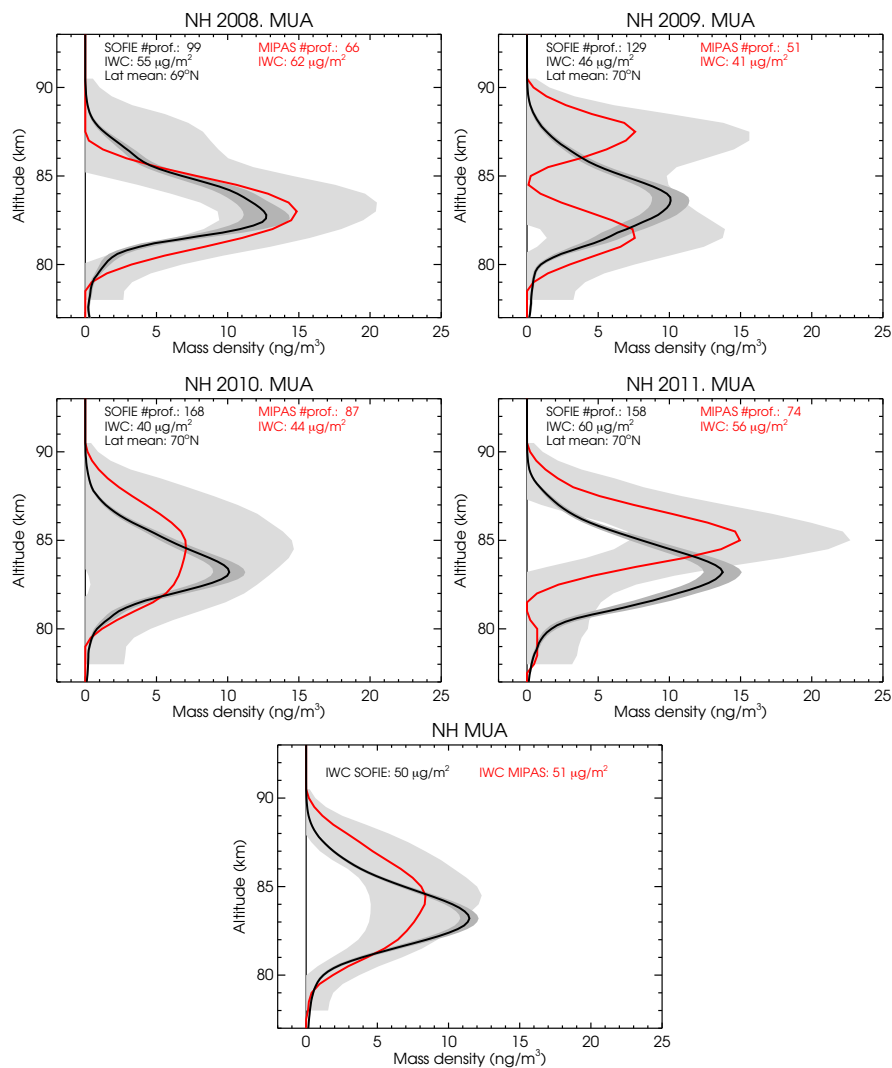 NH 2008. MUA
SOFIE #prof.: 99 MIPAS #prof.: 66
IWC: 55 µg/m² IWC: 62 µg/m²
Lat mean: 69°N
90
85
80
Altitude (km)
0 5 10 15 20 25
Mass density (ng/m³)
NH 2009. MUA
SOFIE #prof.: 129 MIPAS #prof.: 51
IWC: 46 µg/m² IWC: 41 µg/m²
Lat mean: 70°N
90
85
80
Altitude (km)
0 5 10 15 20 25
Mass density (ng/m³)
NH 2010. MUA
SOFIE #prof.: 168 MIPAS #prof.: 87
IWC: 40 µg/m² IWC: 44 µg/m²
Lat mean: 70°N
90
85
80
Altitude (km)
0 5 10 15 20 25
Mass density (ng/m³)
NH 2011. MUA
SOFIE #prof.: 158 MIPAS #prof.: 74
IWC: 60 µg/m² IWC: 56 µg/m²
Lat mean: 70°N
90
85
80
Altitude (km)
0 5 10 15 20 25
Mass density (ng/m³)
NH MUA
IWC SOFIE: 50 µg/m² IWC MIPAS: 51 µg/m²
90
85
80
Altitude (km)
0 5 10 15 20 25
Mass density (ng/m³)